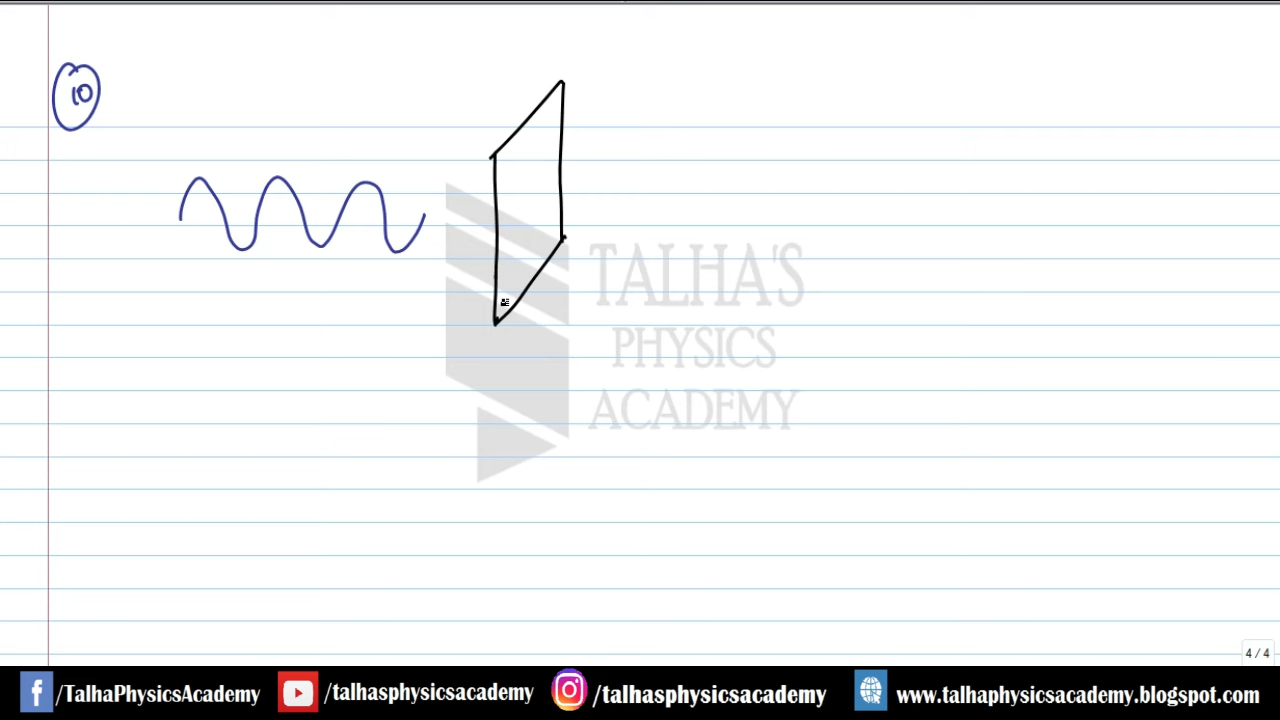 10
TALHA'S
PHYSICS
ACADEMY
4 / 4
/TalhaPhysicsAcademy
/talhasphysicsacademy
/talhasphysicsacademy
www.talhaphysicsacademy.blogspot.com